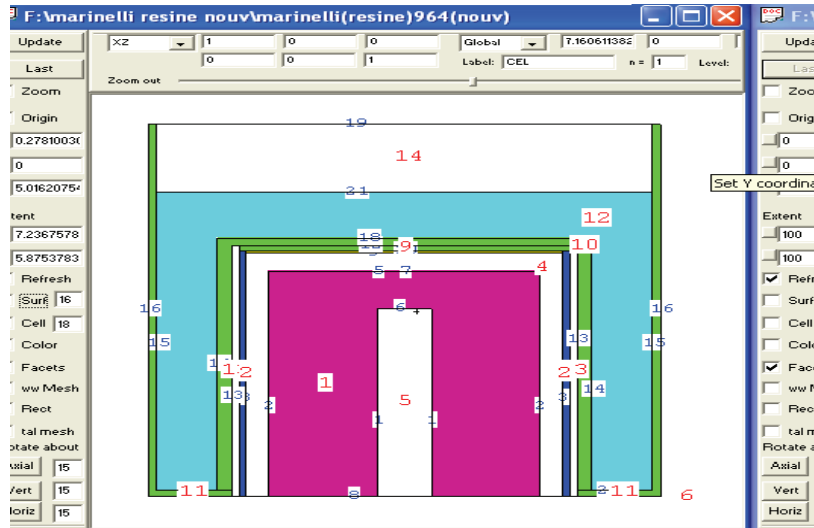 F:\marinelli resine nouv\marinelli(resine)964(nouv)
F:\
Update
XZ 1 0 0 Global 7.160611382 0
Last
0 0 1 Label: CEL n = 1 Level:
Zoom out
Zoom
Origin
0.27810030
0
5.01620754
tent
7.2367578
5.8753783
Refresh
Surf 16
Cell 18
Color
Facets
ww Mesh
Rect
tal mesh
otate about
Axial 15
Vert 15
Horiz 15
19
14
21
12
18
9
10
5 7
4
6
16
16
15
15
13
1
2
2
3
14
13
3
3
1
2
5
2
1
1
11
8
11
6
Upda
Las
Zoo
Orig
0
0
Set Y coordina
Extent
100
100
Refr
Surf
Cell
Colo
Face
ww M
Rec
tal m
Rotate a
Axial
Vert
Horiz